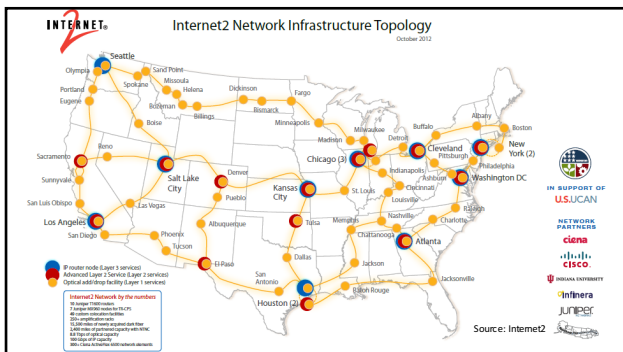 INTERNET®
2
Internet2 Network Infrastructure Topology
October 2012
Seattle
Olympia
Sand Point
Spokane
Missoula
Portland
Helena
Eugene
Bozeman
Billings
Dickinson
Bismarck
Fargo
Minneapolis
Milwaukee
Madison
Detroit
Buffalo
Albany
Boston
Boise
Chicago (3)
Cleveland
New
York (2)
Pittsburgh
Philadelphia
Sacramento
Reno
Salt Lake
City
Denver
Kansas
City
Indianapolis
Ashburn
Washington DC
Sunnyvale
Pueblo
St. Louis
Cincinnati
Louisville
San Luis Obispo
Las Vegas
Raleigh
Los Angeles
Albuquerque
Tulsa
Memphis
Nashville
Charlotte
San Diego
Phoenix
Chattanooga
Atlanta
Tucson
Dallas
El Paso
Jackson
San
Antonio
Houston (2)
Baton Rouge
Jacksonville
IP router node (Layer 3 services)
Advanced Layer 2 Service (Layer 2 services)
Optical add/drop facility (Layer 1 services)
Internet2 Network by the numbers
IN SUPPORT OF
U.S.UCAN
NETWORK
PARTNERS
ciena
CISCO
INDIANA UNIVERSITY
infinera
JUNIPER
Source: Internet2